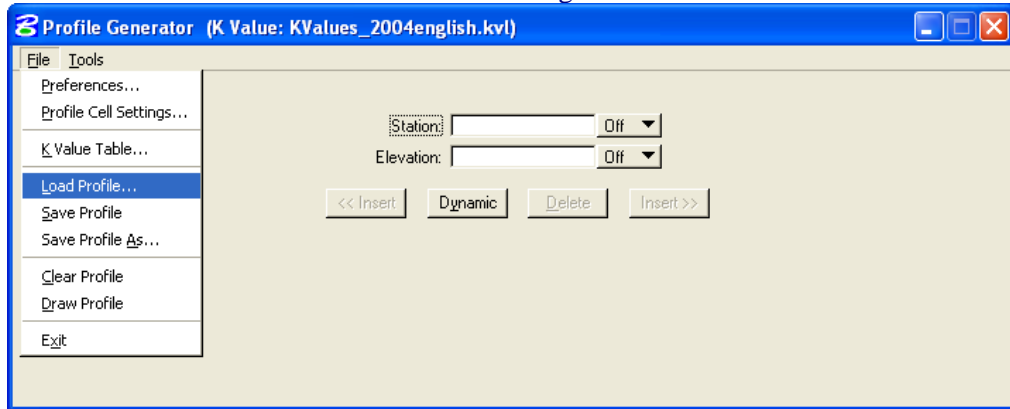 Profile Generator (K Value: KValues_2004english.kvl)
File Tools
Preferences...
Profile Cell Settings...
K Value Table...
Load Profile...
Save Profile
Save Profile As...
Clear Profile
Draw Profile
Exit
Station: Off
Elevation: Off
<< Insert Dynamic Delete Insert >>